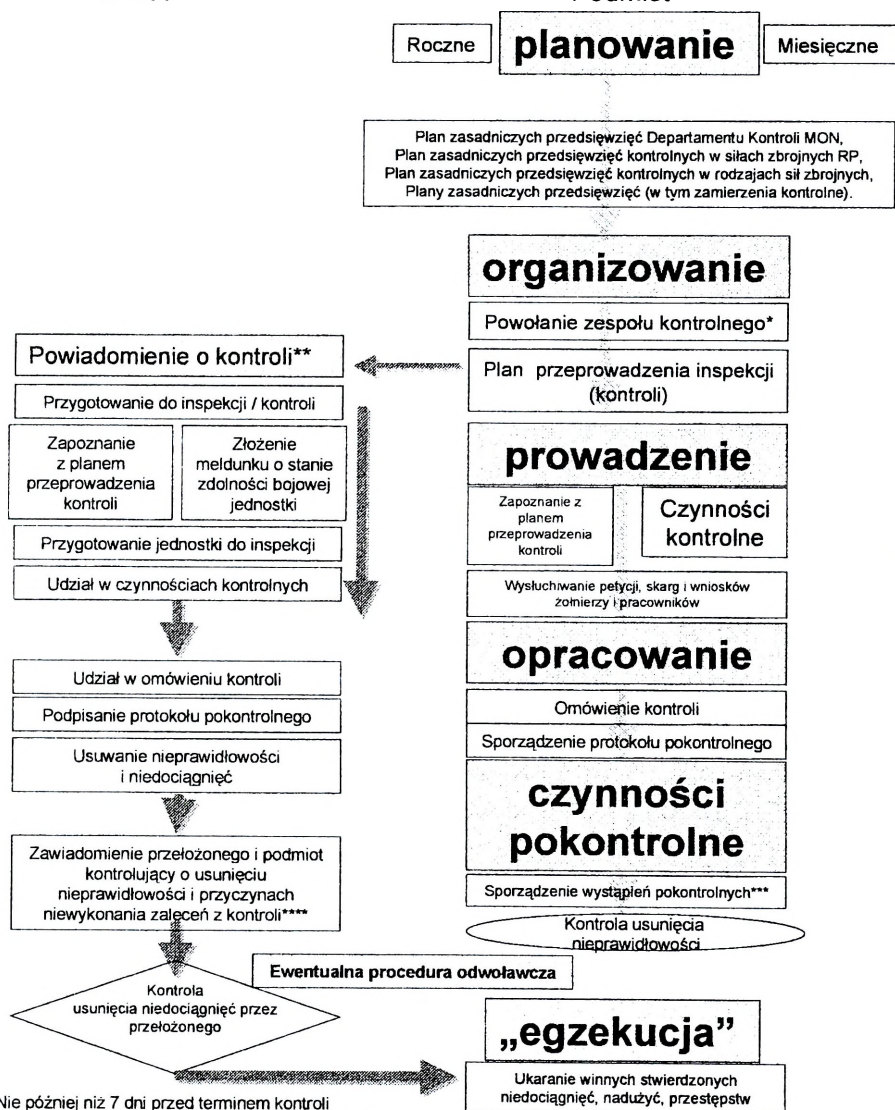 Roczne
planowanie
Miesięczne
Plan zasadniczych przedsięwzięć Departamentu Kontroli MON,
Plan zasadniczych przedsięwzięć kontrolnych w siłach zbrojnych RP,
Plan zasadniczych przedsięwzięć kontrolnych w rodzajach sił zbrojnych,
Plany zasadniczych przedsięwzięć (w tym zamierzenia kontrolne).
organizowanie
Powołanie zespołu kontrolnego*
Plan przeprowadzenia inspekcji
(kontroli)
Powiadomienie o kontroli**
Przygotowanie do inspekcji / kontroli
Zapoznanie
z planem
przeprowadzenia
kontroli
Złożenie
meldunku o stanie
zdolności bojowej
jednostki
Przygotowanie jednostki do inspekcji
Udział w czynnościach kontrolnych
prowadzenie
Zapoznanie z
planem
przeprowadzenia
kontroli
Czynności
kontrolne
Wysłuchiwanie petycji, skarg i wniosków
żołnierzy i pracowników
opracowanie
Omówienie kontroli
Sporządzenie protokołu pokontrolnego
Udział w omówieniu kontroli
Podpisanie protokołu pokontrolnego
Usuwanie nieprawidłowości
i niedociągnięć
czynności
pokontrolne
Sporządzenie wystąpień pokontrolnych***
Kontrola usunięcia
nieprawidłowości
Zawiadomienie przełożonego i podmiot
kontrolujący o usunięciu
nieprawidłowości i przyczynach
niewykonania zaleceń z kontroli****
Ewentualna procedura odwoławcza
Kontrola
usunięcia niedociągnięć przez
przełożonego
„egzekucja”
Ukaranie winnych stwierdzonych
niedociągnięć, nadużyć, przestępstw
Nie później niż 7 dni przed terminem kontroli